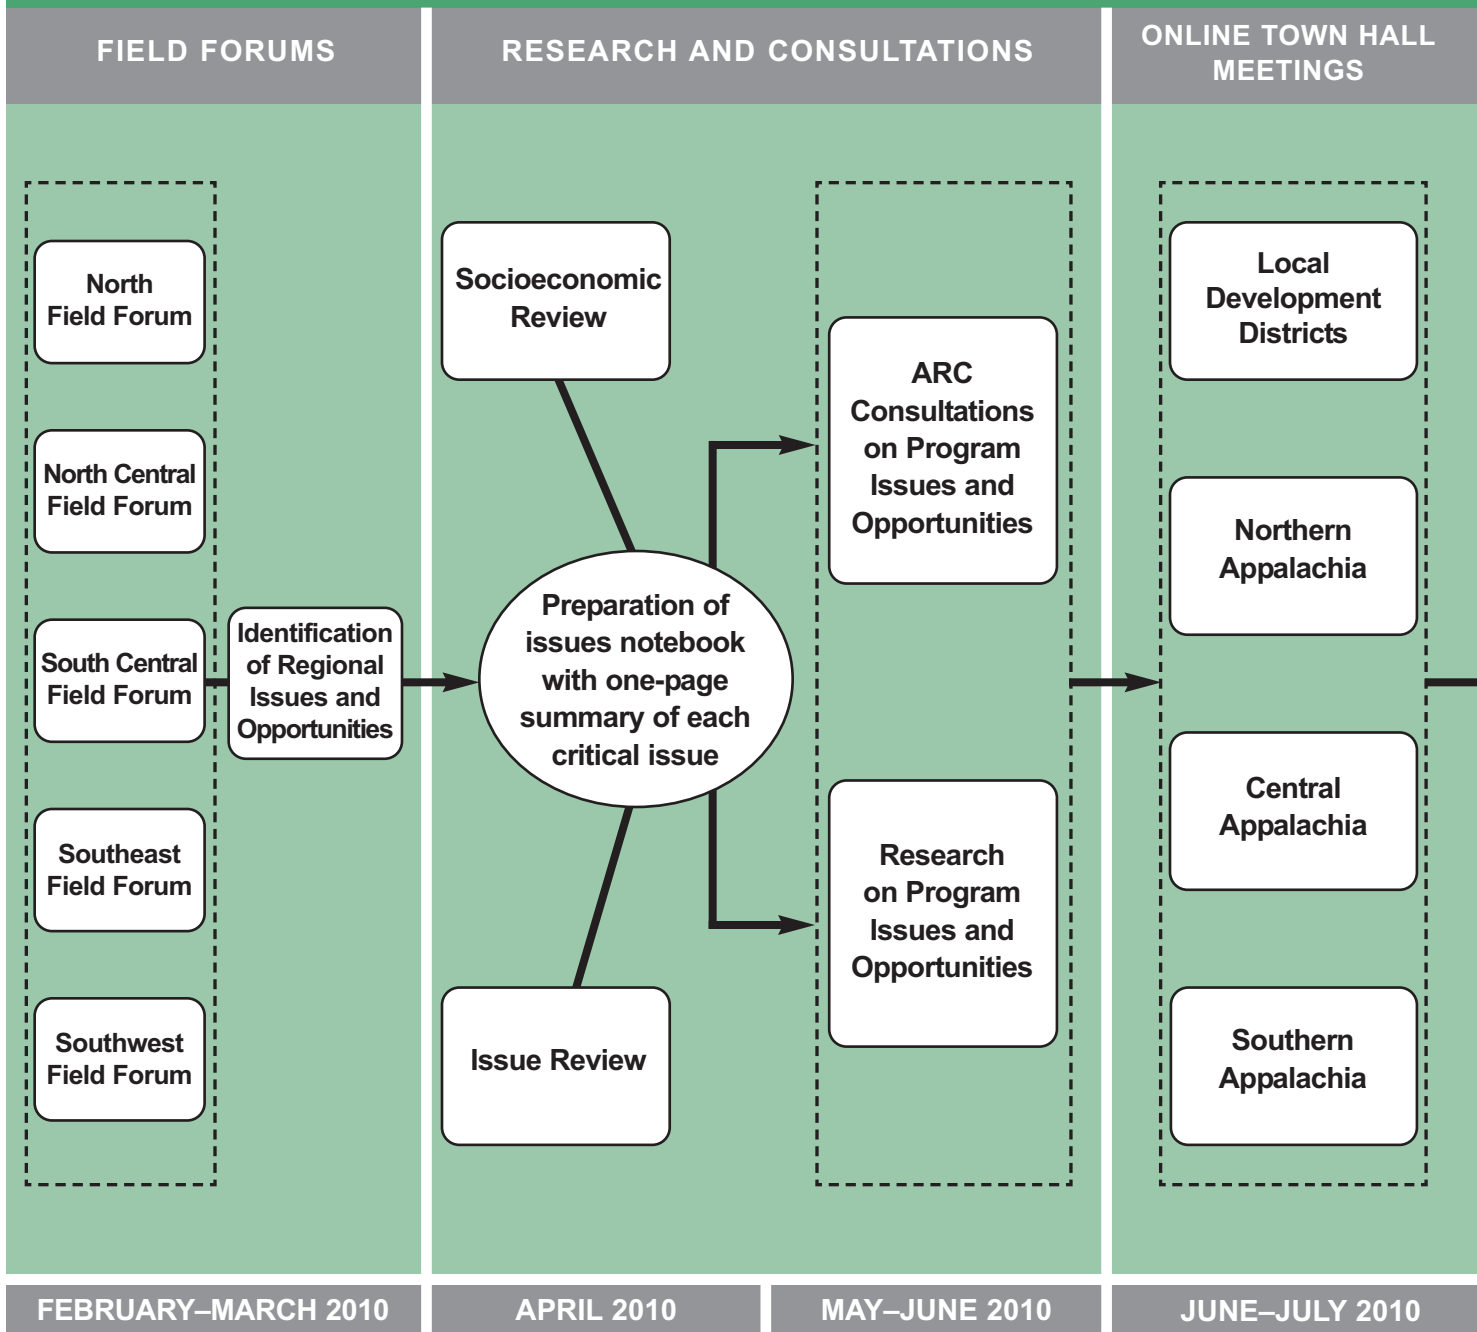 FIELD FORUMS
RESEARCH AND CONSULTATIONS
ONLINE TOWN HALL
MEETINGS
North
Field Forum
North Central
Field Forum
South Central
Field Forum
Southeast
Field Forum
Southwest
Field Forum
Identification
of Regional
Issues and
Opportunities
Socioeconomic
Review
Preparation of
issues notebook
with one-page
summary of each
critical issue
Issue Review
ARC
Consultations
on Program
Issues and
Opportunities
Research
on Program
Issues and
Opportunities
Local
Development
Districts
Northern
Appalachia
Central
Appalachia
Southern
Appalachia
FEBRUARY–MARCH 2010
APRIL 2010
MAY–JUNE 2010
JUNE–JULY 2010